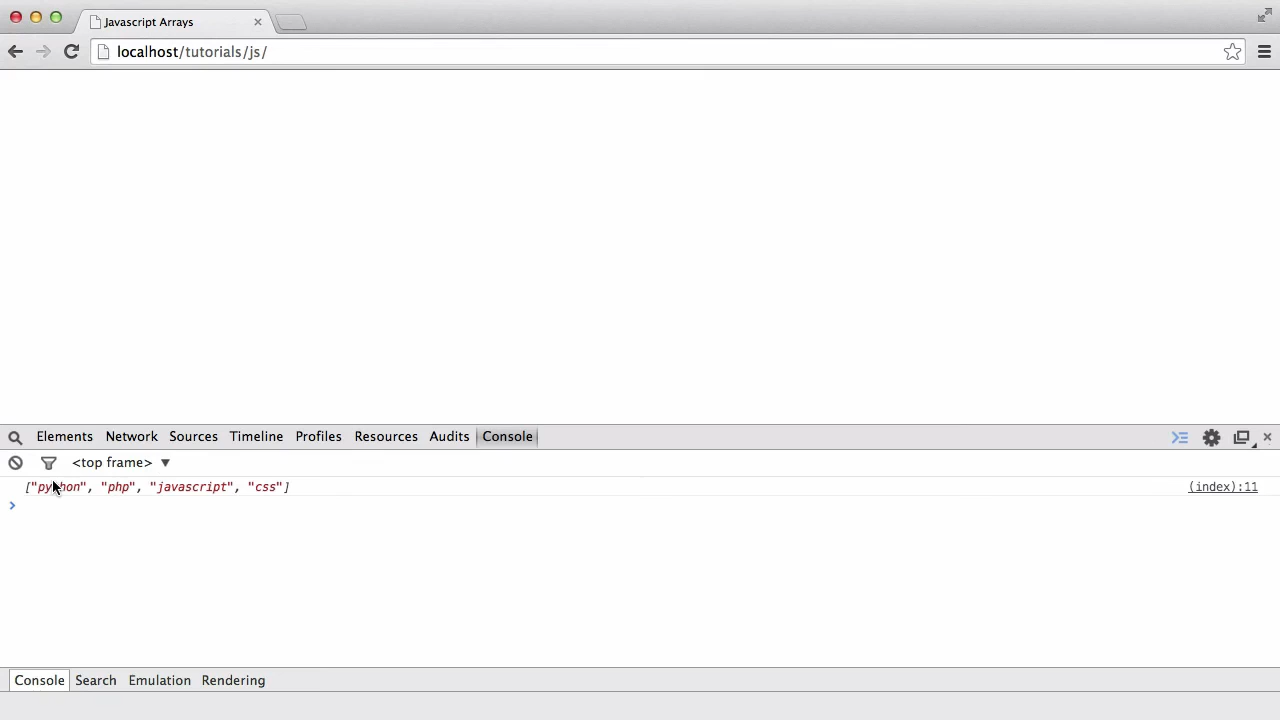 Javascript Arrays
localhost/tutorials/js/
Elements Network Sources Timeline Profiles Resources Audits Console
<top frame>
["python", "php", "javascript", "css"] (index):11
Console Search Emulation Rendering